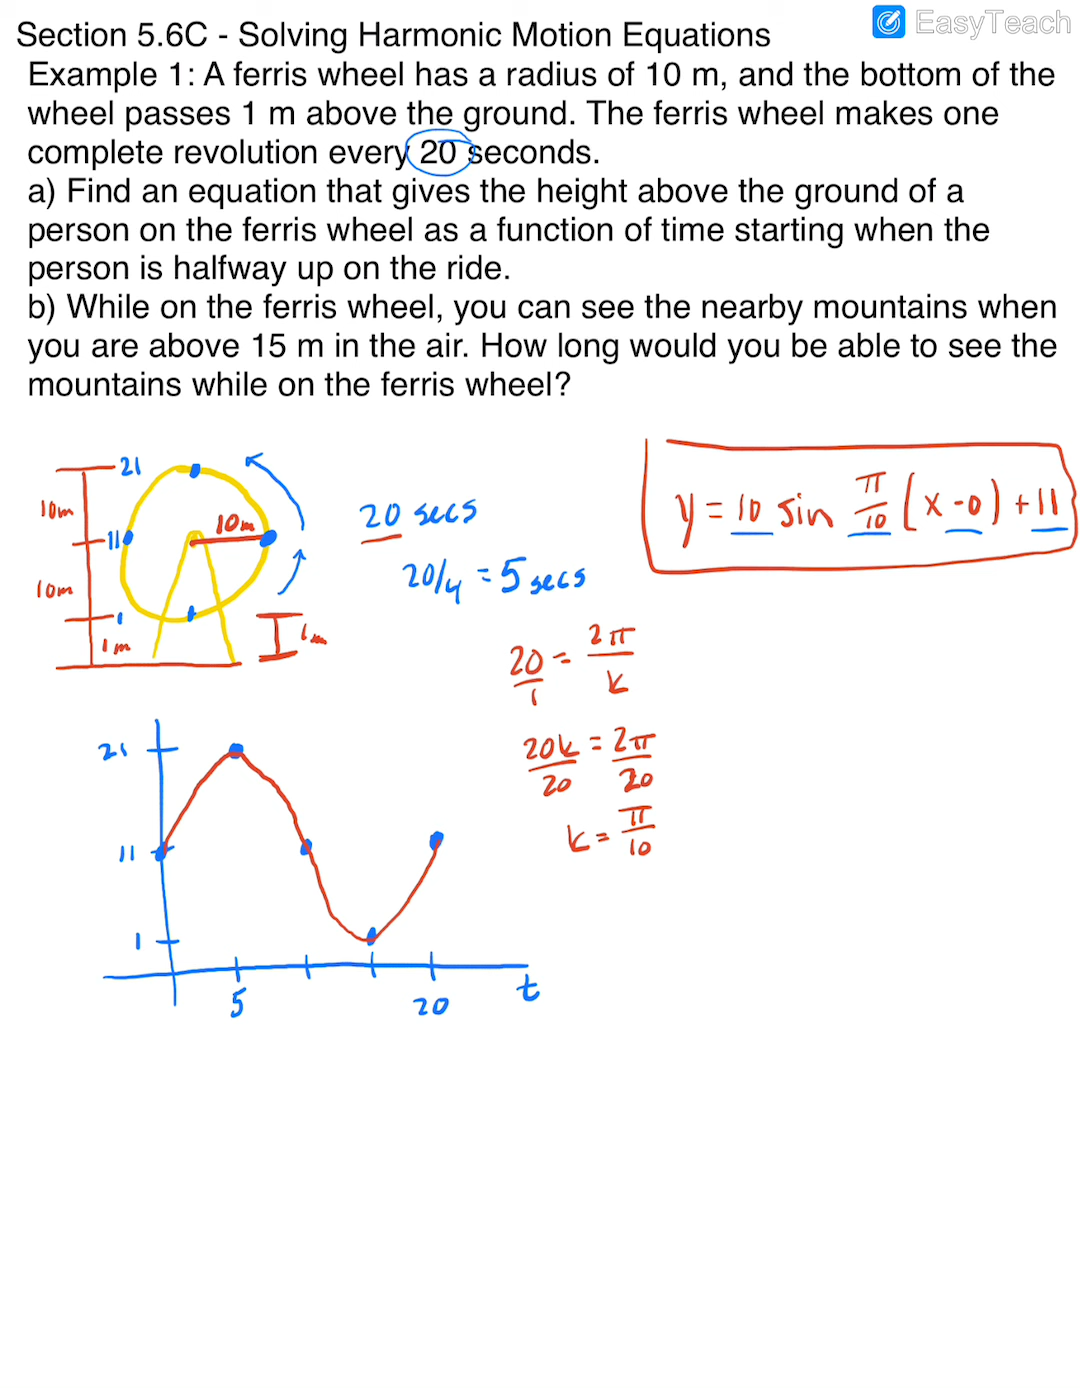 EasyTeach
Section 5.6C - Solving Harmonic Motion Equations
Example 1: A ferris wheel has a radius of 10 m, and the bottom of the
wheel passes 1 m above the ground. The ferris wheel makes one
complete revolution every 20 seconds.
a) Find an equation that gives the height above the ground of a
person on the ferris wheel as a function of time starting when the
person is halfway up on the ride.
b) While on the ferris wheel, you can see the nearby mountains when
you are above 15 m in the air. How long would you be able to see the
mountains while on the ferris wheel?
21
10m
11
10m
10m
1
1m
1m
20 secs
20/4 = 5 secs
y = 10 sin π/10 (x - 0) + 11
20/1 = 2π/k
20k/20 = 2π/20
k = π/10
21
11
1
5
20
t